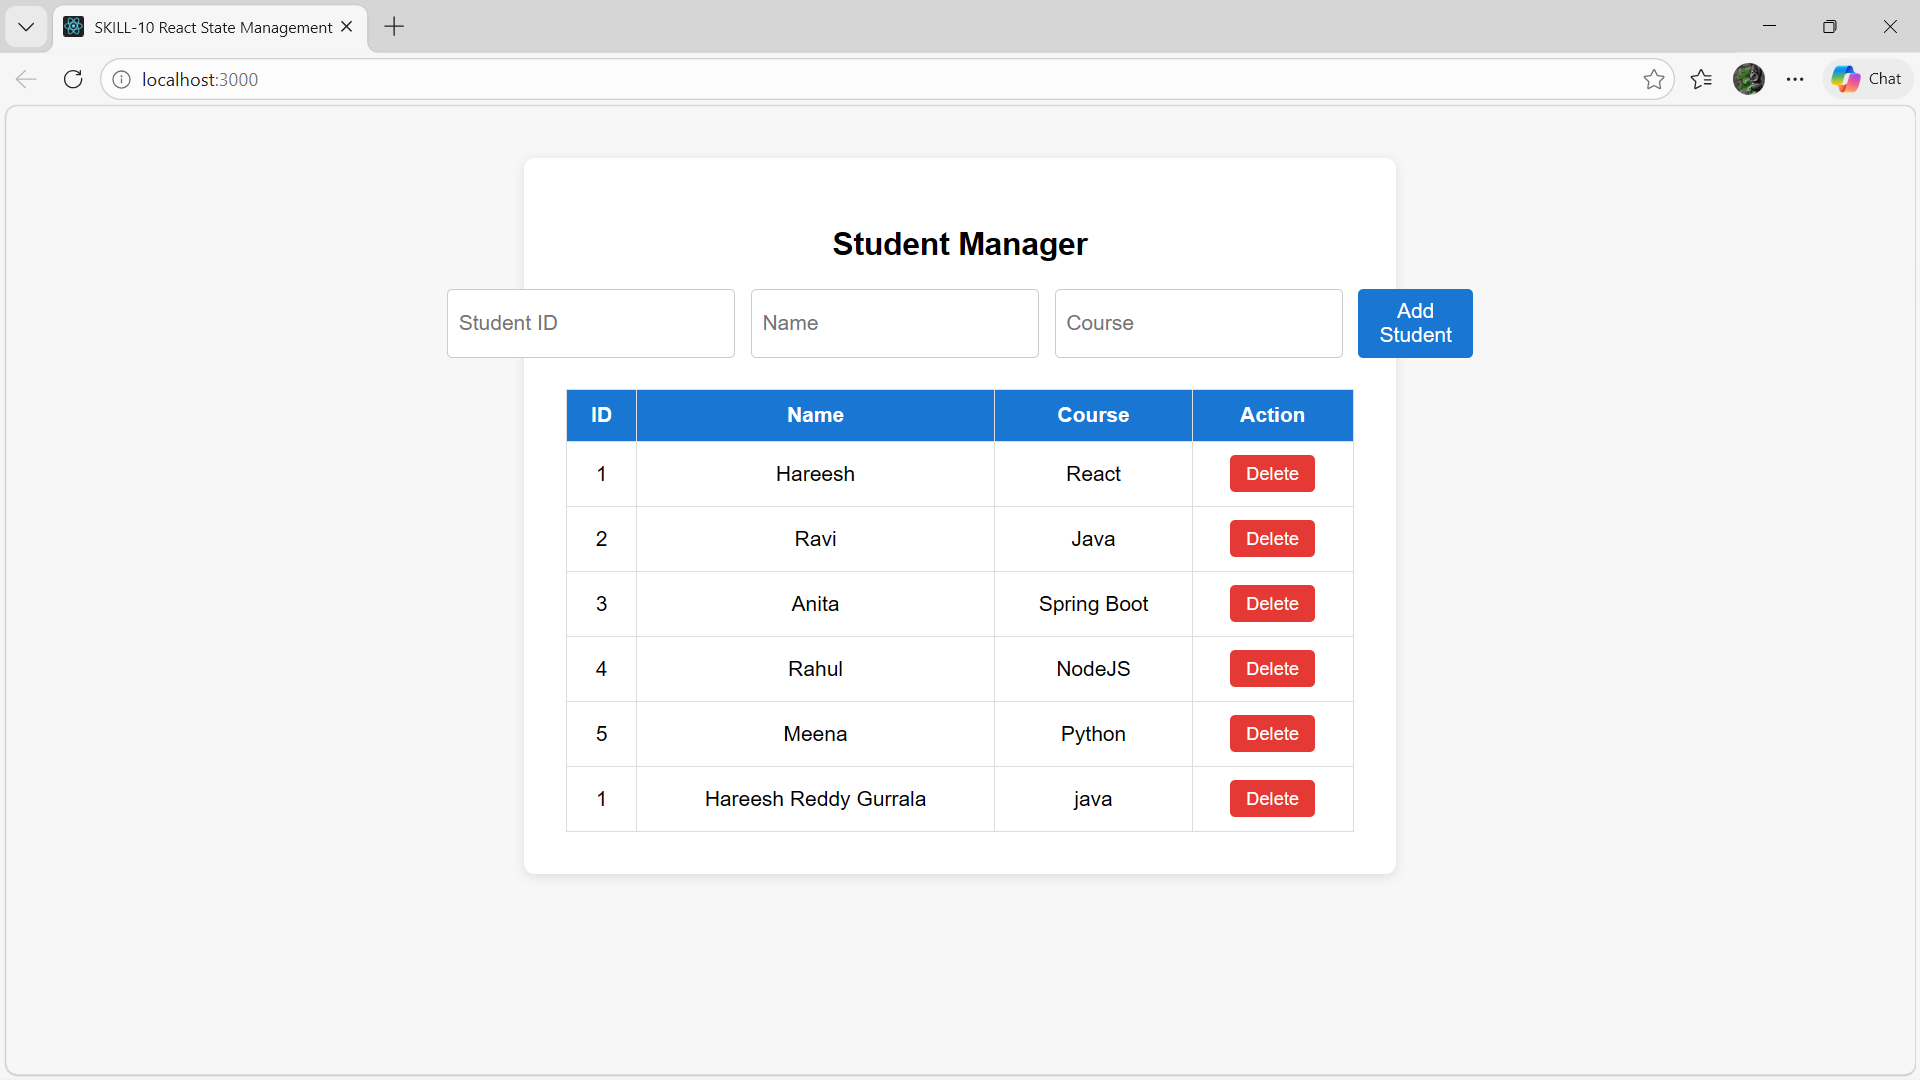 SKILL-10 React State Management
localhost:3000
Chat
Student Manager
Student ID Name Course Add Student
ID Name Course Action
1 Hareesh React Delete
2 Ravi Java Delete
3 Anita Spring Boot Delete
4 Rahul NodeJS Delete
5 Meena Python Delete
1 Hareesh Reddy Gurrala java Delete